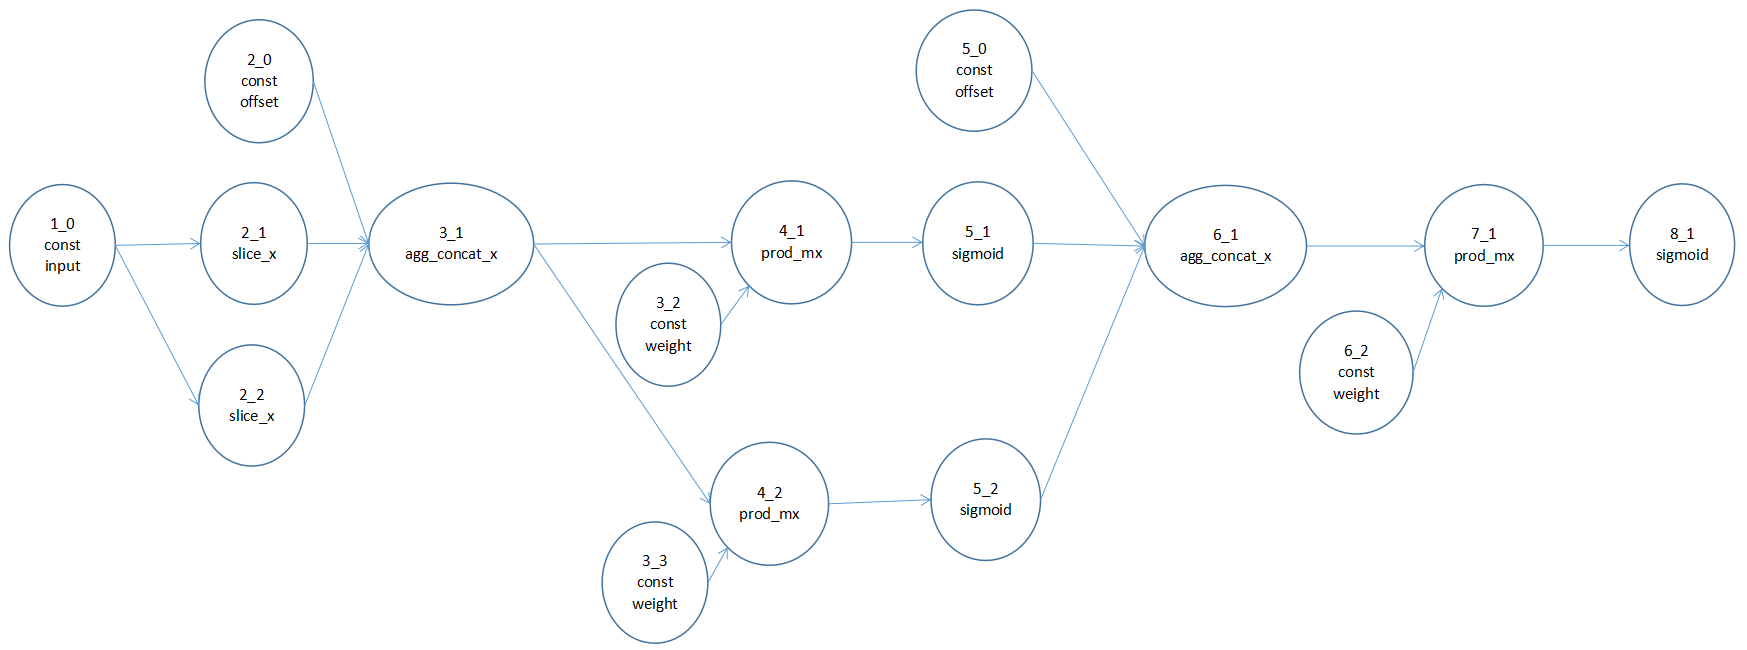 1_0
const
input
2_0
const
offset
2_1
slice_x
2_2
slice_x
3_1
agg_concat_x
3_2
const
weight
3_3
const
weight
4_1
prod_mx
4_2
prod_mx
5_0
const
offset
5_1
sigmoid
5_2
sigmoid
6_1
agg_concat_x
6_2
const
weight
7_1
prod_mx
8_1
sigmoid